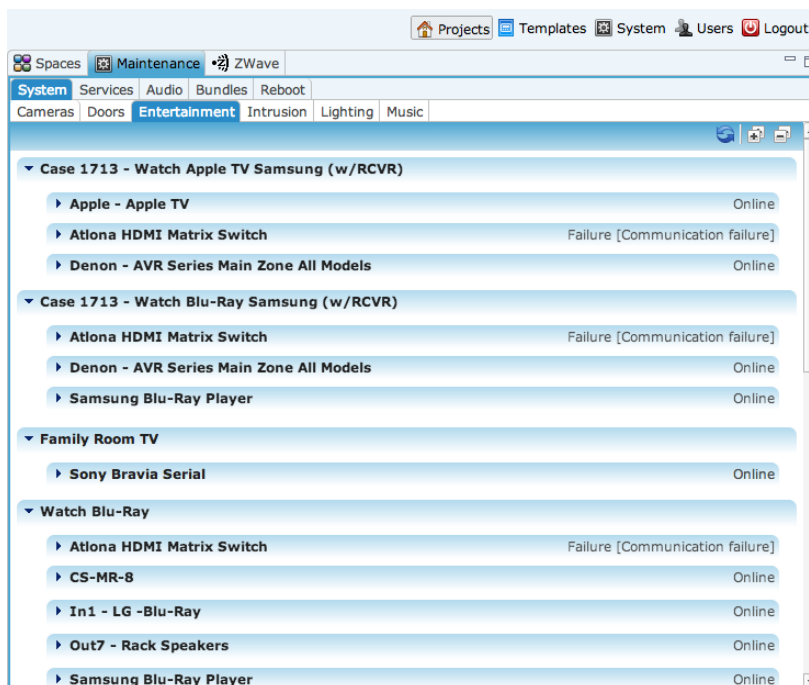 Projects Templates System Users Logout
Spaces Maintenance ZWave
System Services Audio Bundles Reboot
Cameras Doors Entertainment Intrusion Lighting Music
Case 1713 - Watch Apple TV Samsung (w/RCVR)
Apple - Apple TV Online
Atlona HDMI Matrix Switch Failure [Communication failure]
Denon - AVR Series Main Zone All Models Online
Case 1713 - Watch Blu-Ray Samsung (w/RCVR)
Atlona HDMI Matrix Switch Failure [Communication failure]
Denon - AVR Series Main Zone All Models Online
Samsung Blu-Ray Player Online
Family Room TV
Sony Bravia Serial Online
Watch Blu-Ray
Atlona HDMI Matrix Switch Failure [Communication failure]
CS-MR-8 Online
In1 - LG -Blu-Ray Online
Out7 - Rack Speakers Online
Samsung Blu-Ray Player Online